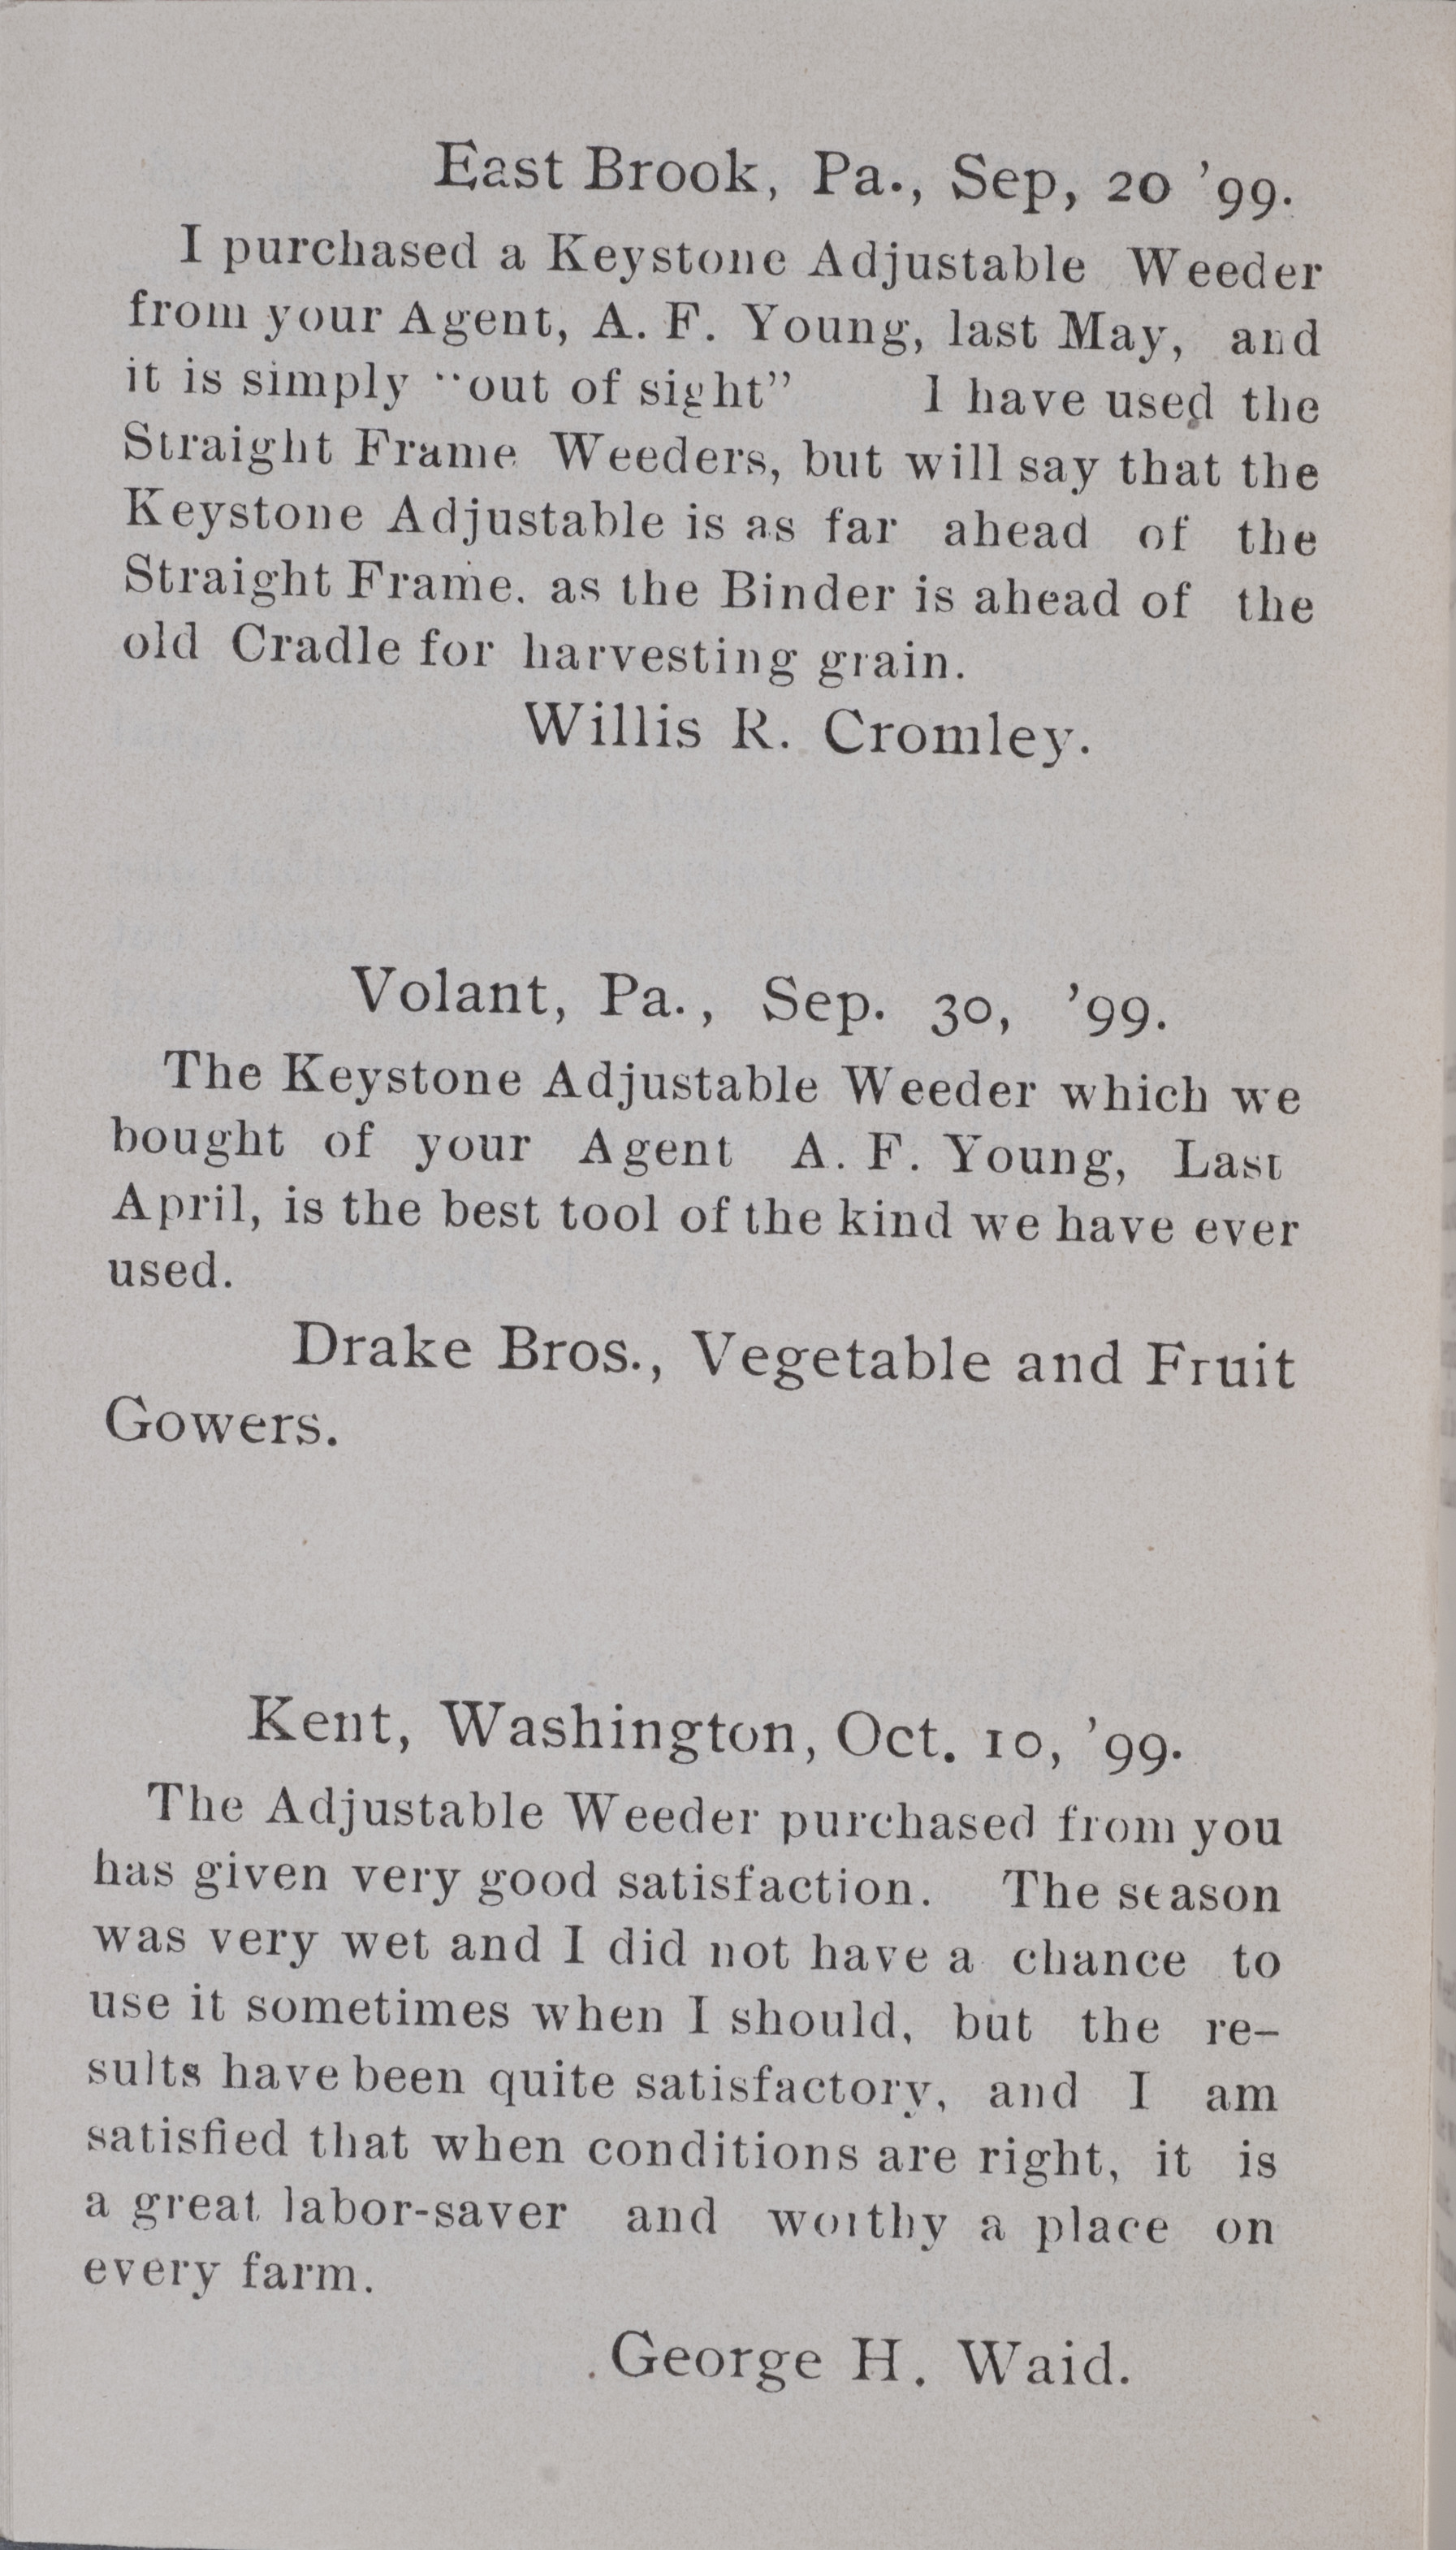 East Brook, Pa., Sep, 20 ’99.
I purchased a Keystone Adjustable Weeder
from your Agent, A. F. Young, last May, and
it is simply “out of sight” I have used the
Straight Frame Weeders, but will say that the
Keystone Adjustable is as far ahead of the
Straight Frame. as the Binder is ahead of the
old Cradle for harvesting grain.
Willis R. Cromley.
Volant, Pa., Sep. 30, ’99.
The Keystone Adjustable Weeder which we
bought of your Agent A. F. Young, Last
April, is the best tool of the kind we have ever
used.
Drake Bros., Vegetable and Fruit
Gowers.
Kent, Washington, Oct. 10, ’99.
The Adjustable Weeder purchased from you
has given very good satisfaction. The season
was very wet and I did not have a chance to
use it sometimes when I should, but the re-
sults have been quite satisfactory, and I am
satisfied that when conditions are right, it is
a great labor-saver and worthy a place on
every farm.
George H. Waid.